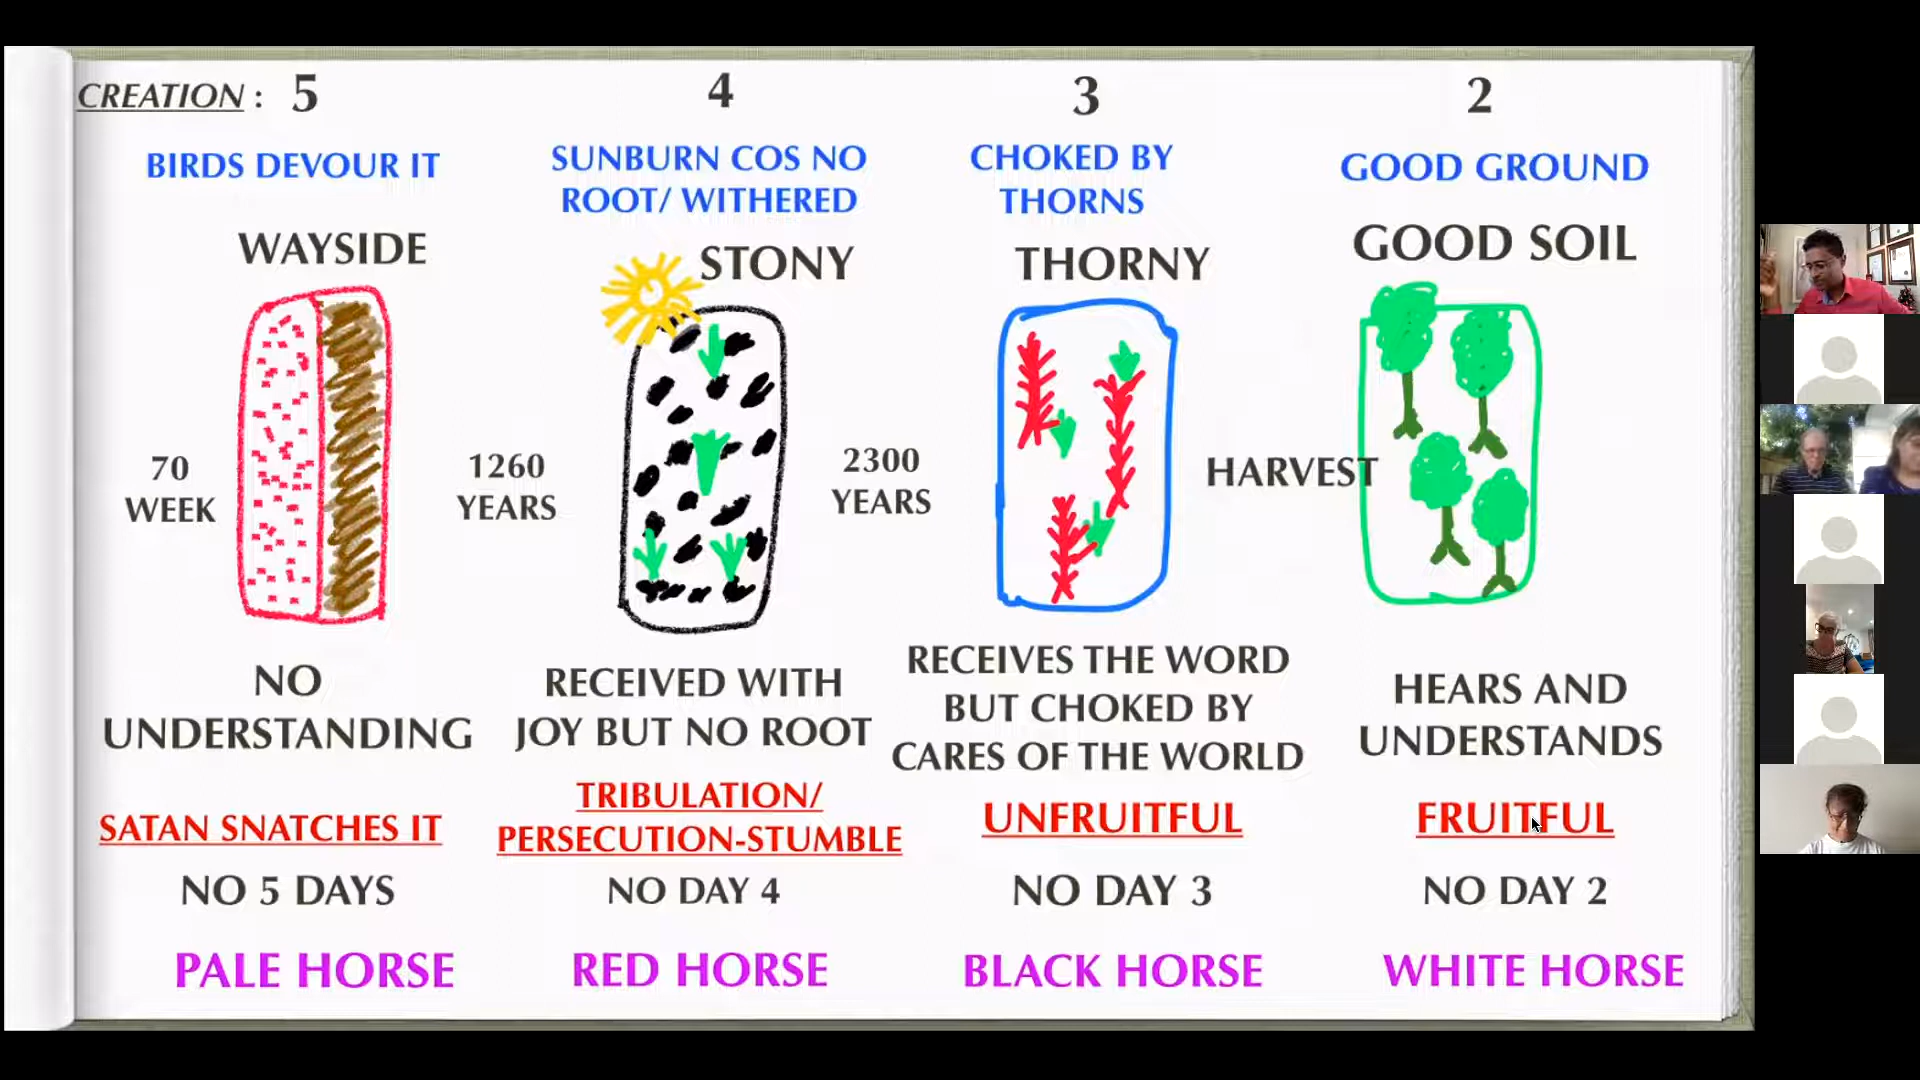 CREATION : 5
4
3
2
BIRDS DEVOUR IT
SUNBURN COS NO
ROOT/ WITHERED
CHOKED BY
THORNS
GOOD GROUND
WAYSIDE
STONY
THORNY
GOOD SOIL
70
WEEK
1260
YEARS
2300
YEARS
HARVEST
NO
UNDERSTANDING
RECEIVED WITH
JOY BUT NO ROOT
RECEIVES THE WORD
BUT CHOKED BY
CARES OF THE WORLD
HEARS AND
UNDERSTANDS
SATAN SNATCHES IT
TRIBULATION/
PERSECUTION-STUMBLE
UNFRUITFUL
FRUITFUL
NO 5 DAYS
NO DAY 4
NO DAY 3
NO DAY 2
PALE HORSE
RED HORSE
BLACK HORSE
WHITE HORSE